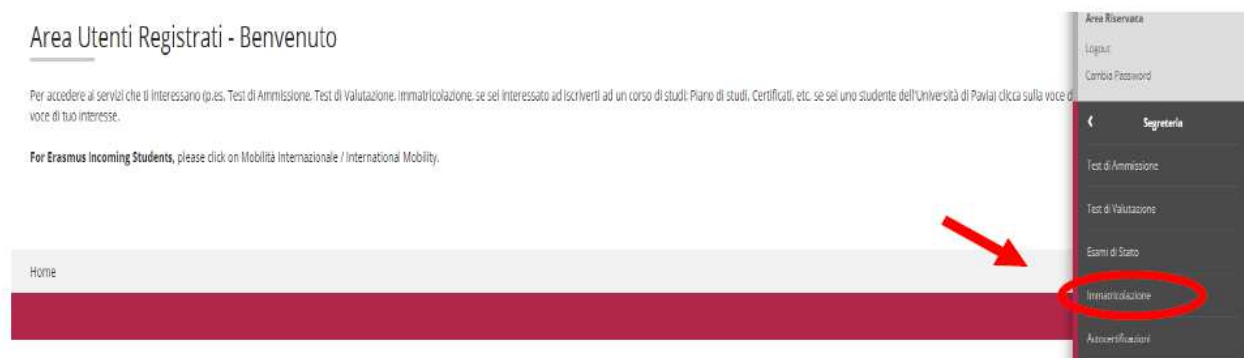 Area Utenti Registrati - Benvenuto
Per accedere ai servizi che ti interessano (p.es. Test di Ammissione, Test di Valutazione, Immatricolazione, se sei interessato ad iscriverti ad un corso di studi; Piano di studi, Certificati, etc. se sei uno studente dell'Università di Pavia) clicca sulla voce d
voce di tuo interesse.
For Erasmus Incoming Students, please click on Mobilità Internazionale / International Mobility.
Home
Area Riservata
Logout
Cambia Password
Segreteria
Test di Ammissione
Test di Valutazione
Esami di Stato
Immatricolazione
Autocertificazioni